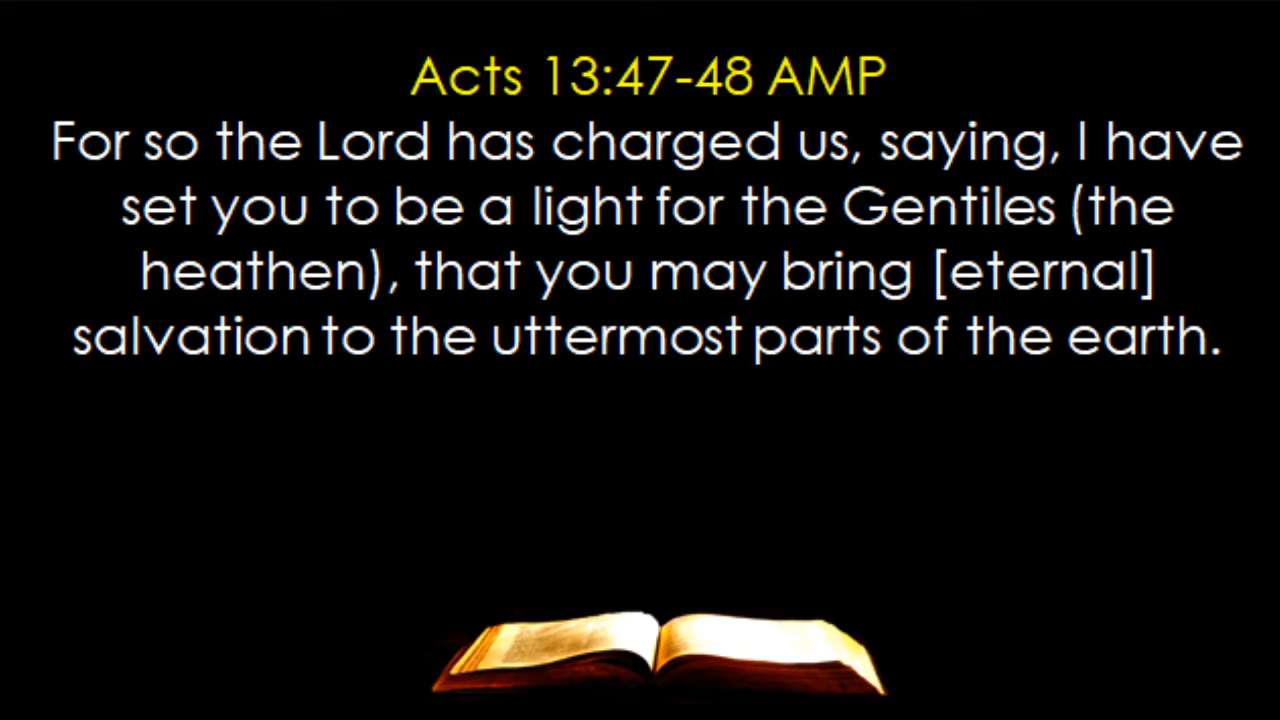 Acts 13:47-48 AMP
For so the Lord has charged us, saying, I have
set you to be a light for the Gentiles (the
heathen), that you may bring [eternal]
salvation to the uttermost parts of the earth.